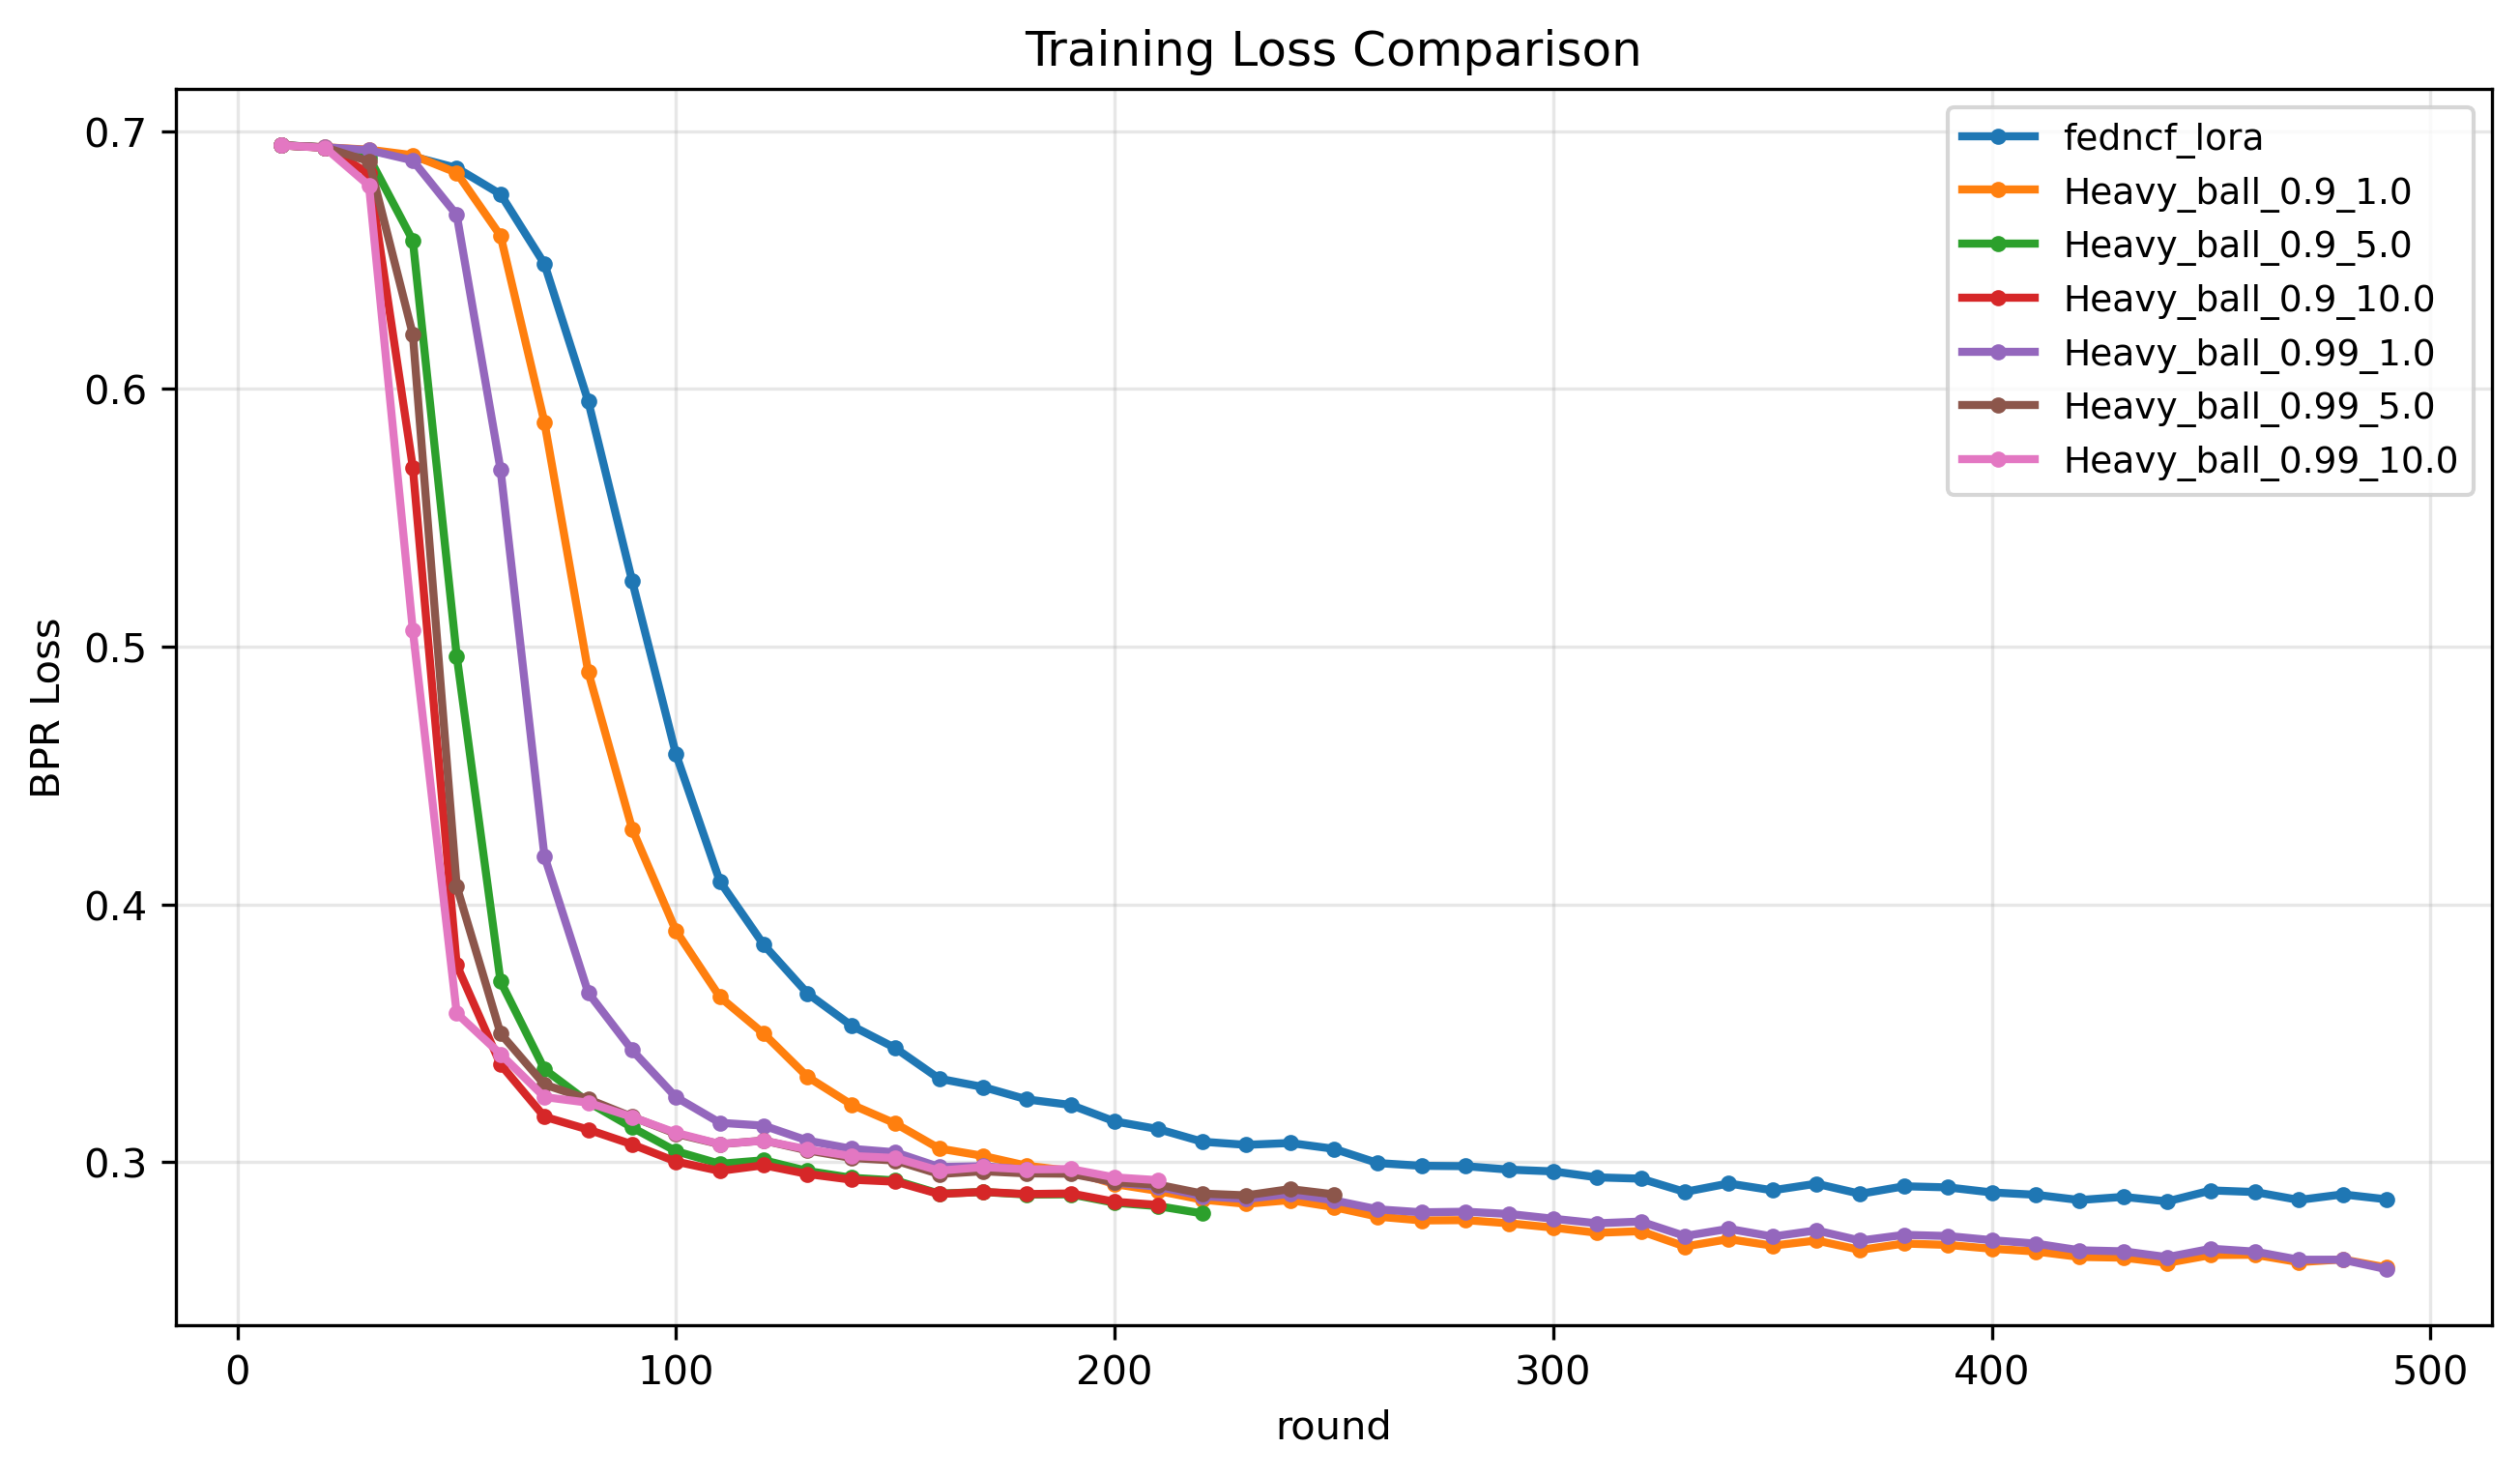 Training Loss Comparison
0.7
0.6
0.5
0.4
0.3
BPR Loss
fedncf_lora
Heavy_ball_0.9_1.0
Heavy_ball_0.9_5.0
Heavy_ball_0.9_10.0
Heavy_ball_0.99_1.0
Heavy_ball_0.99_5.0
Heavy_ball_0.99_10.0
0 100 200 300 400 500
round